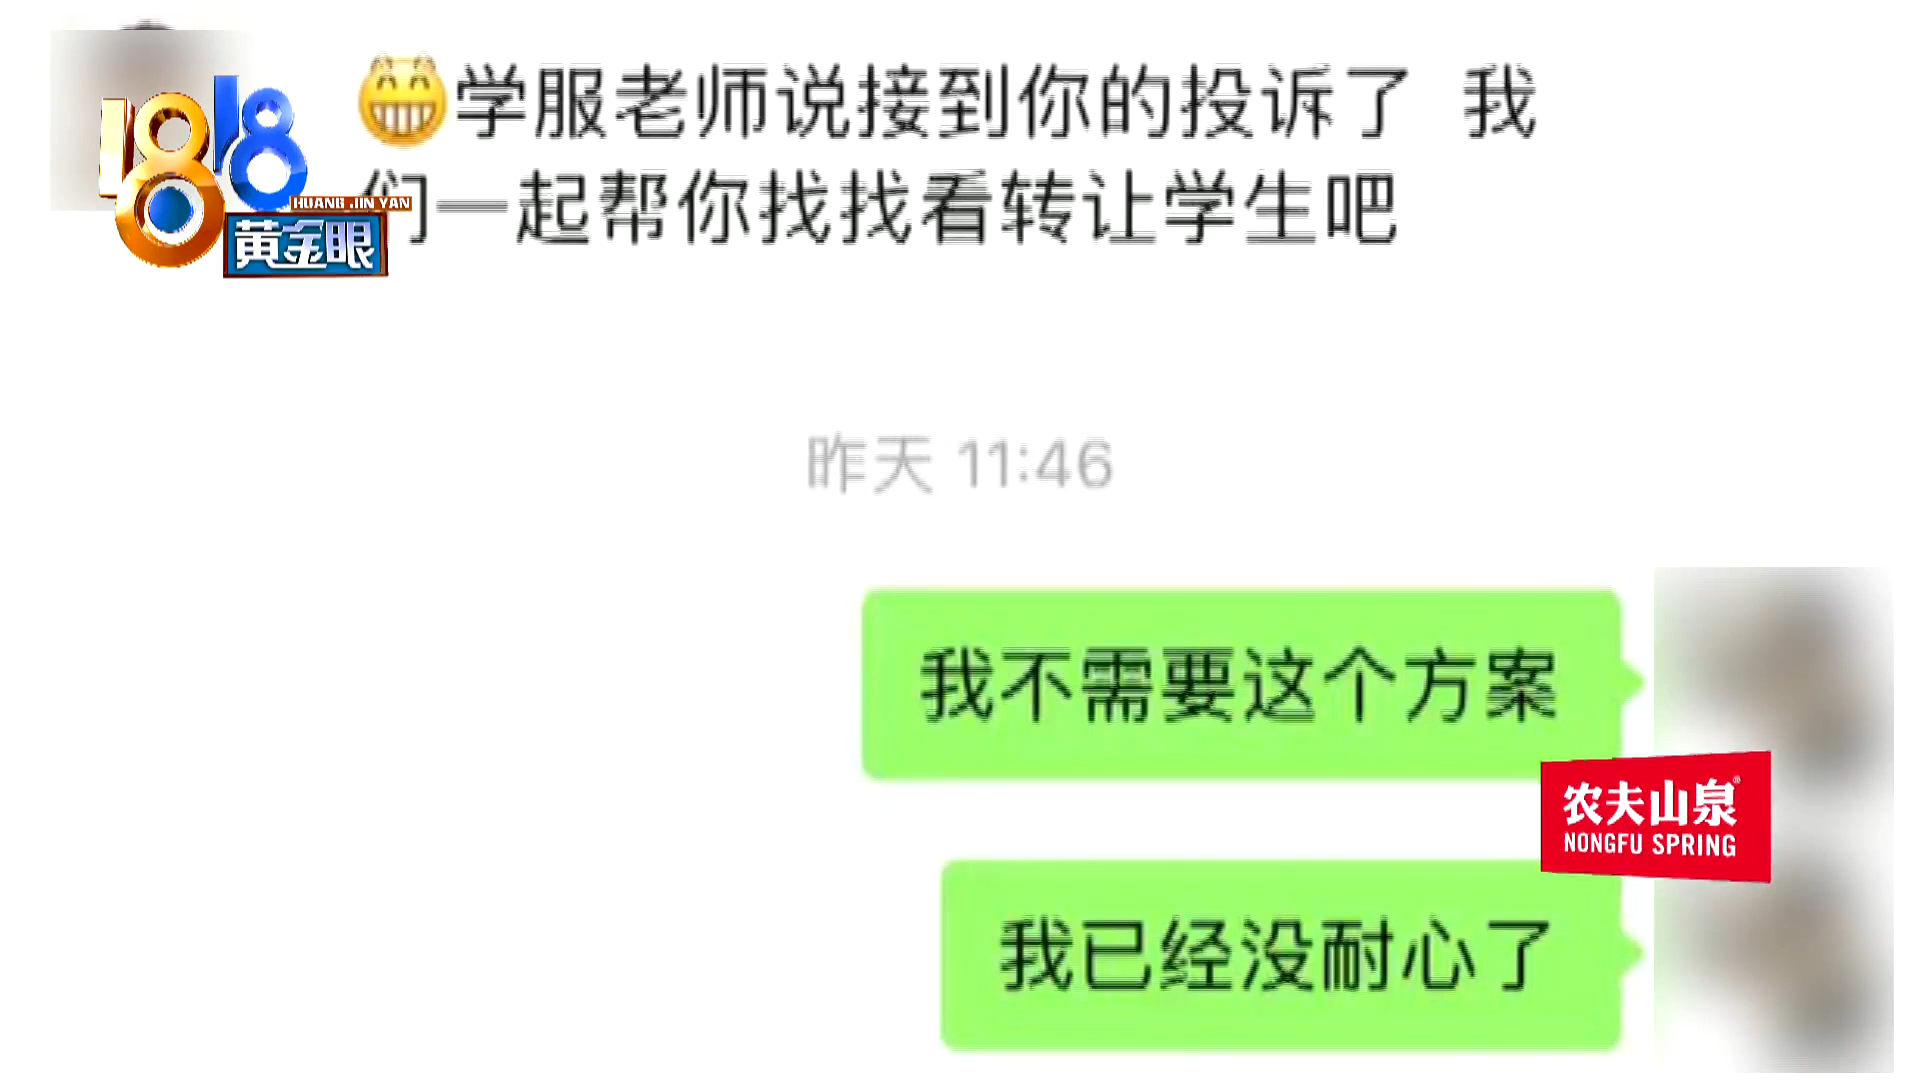 😁学服老师说接到你的投诉了 我
们一起帮你找找看转让学生吧
1818
HUANG JIN YAN
黄金眼
昨天 11:46
我不需要这个方案
农夫山泉®
NONGFU SPRING
我已经没耐心了